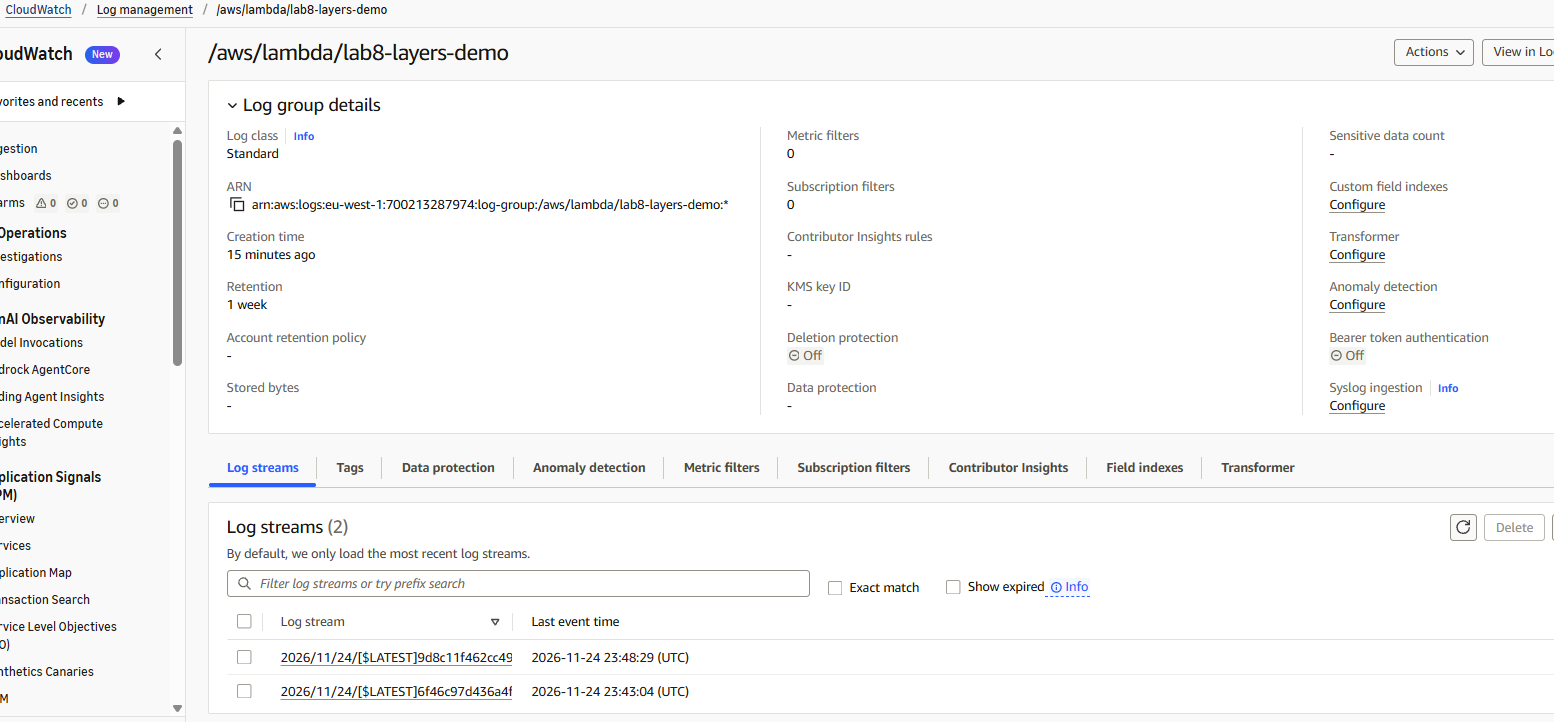 CloudWatch / Log management / /aws/lambda/lab8-layers-demo
oudWatch New
/aws/lambda/lab8-layers-demo
Actions
View in Lo
vorites and recents
gestion
shboards
arms 0 0 0
Operations
estigations
nfiguration
nAI Observability
del Invocations
drock AgentCore
ding Agent Insights
celerated Compute
ights
plication Signals
PM)
erview
rvices
plication Map
ansaction Search
rvice Level Objectives
O)
nthetics Canaries
M
Log group details
Log class Info
Standard
ARN
arn:aws:logs:eu-west-1:700213287974:log-group:/aws/lambda/lab8-layers-demo:*
Creation time
15 minutes ago
Retention
1 week
Account retention policy
-
Stored bytes
-
Metric filters
0
Subscription filters
0
Contributor Insights rules
-
KMS key ID
-
Deletion protection
Off
Data protection
-
Sensitive data count
-
Custom field indexes
Configure
Transformer
Configure
Anomaly detection
Configure
Bearer token authentication
Off
Syslog ingestion Info
Configure
Log streams Tags Data protection Anomaly detection Metric filters Subscription filters Contributor Insights Field indexes Transformer
Log streams (2)
Delete
By default, we only load the most recent log streams.
Filter log streams or try prefix search
Exact match
Show expired Info
Log stream Last event time
2026/11/24/[$LATEST]9d8c11f462cc49 2026-11-24 23:48:29 (UTC)
2026/11/24/[$LATEST]6f46c97d436a4f 2026-11-24 23:43:04 (UTC)